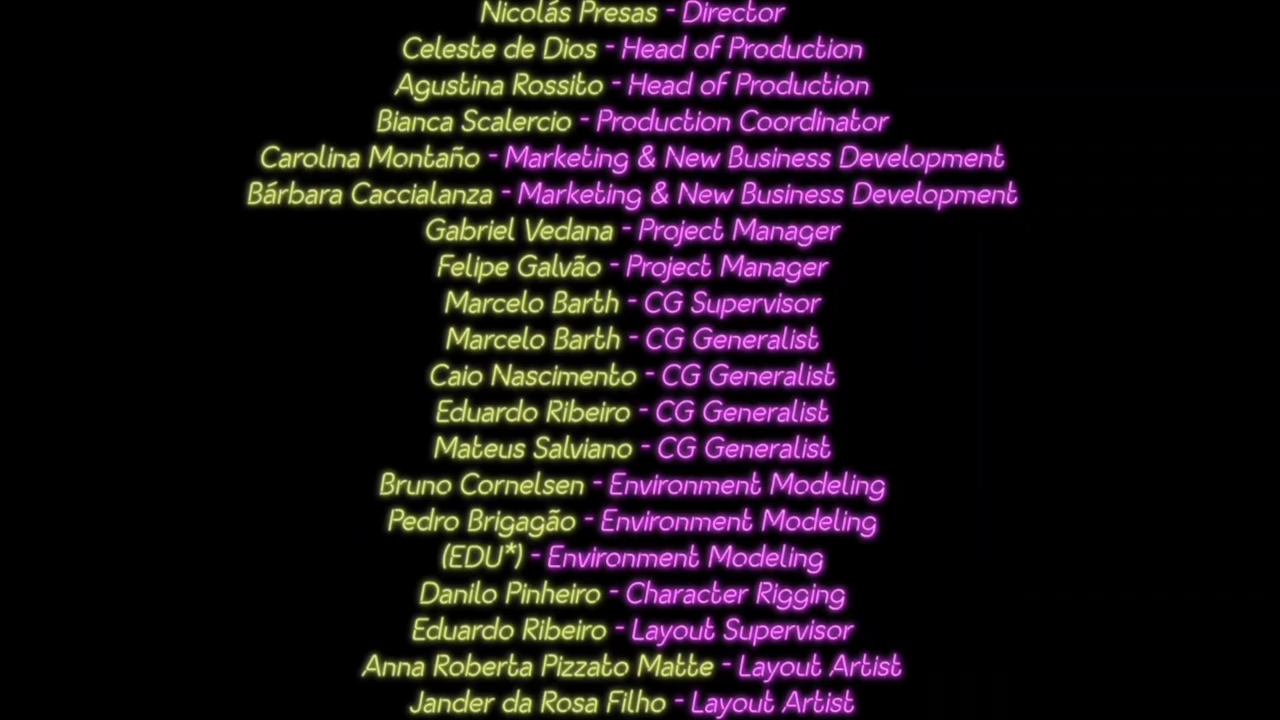 Nicolás Presas - Director
Celeste de Dios - Head of Production
Agustina Rossito - Head of Production
Bianca Scalercio - Production Coordinator
Carolina Montaño - Marketing & New Business Development
Bárbara Caccialanza - Marketing & New Business Development
Gabriel Vedana - Project Manager
Felipe Galvão - Project Manager
Marcelo Barth - CG Supervisor
Marcelo Barth - CG Generalist
Caio Nascimento - CG Generalist
Eduardo Ribeiro - CG Generalist
Mateus Salviano - CG Generalist
Bruno Cornelsen - Environment Modeling
Pedro Brigagão - Environment Modeling
(EDU*) - Environment Modeling
Danilo Pinheiro - Character Rigging
Eduardo Ribeiro - Layout Supervisor
Anna Roberta Pizzato Matte - Layout Artist
Jander da Rosa Filho - Layout Artist